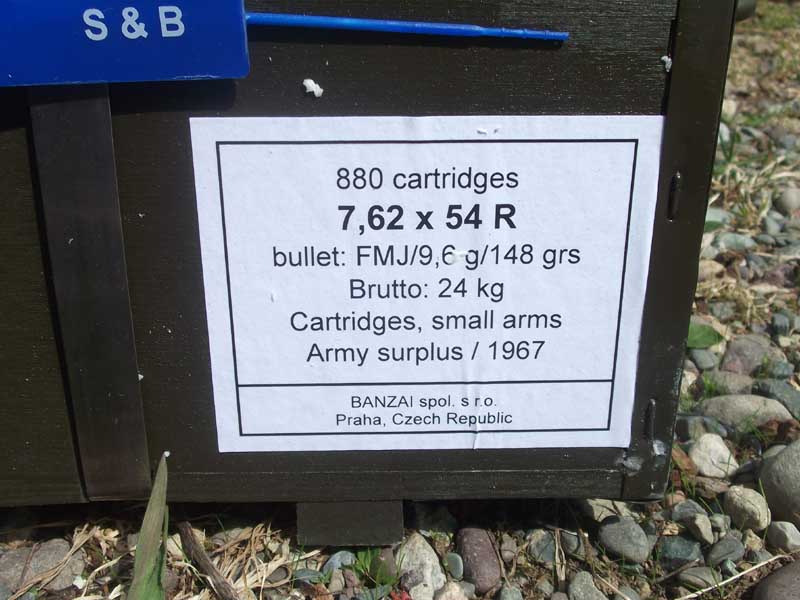 S & B
880 cartridges
7,62 x 54 R
bullet: FMJ/9,6 g/148 grs
Brutto: 24 kg
Cartridges, small arms
Army surplus / 1967
BANZAI spol. s r.o.
Praha, Czech Republic